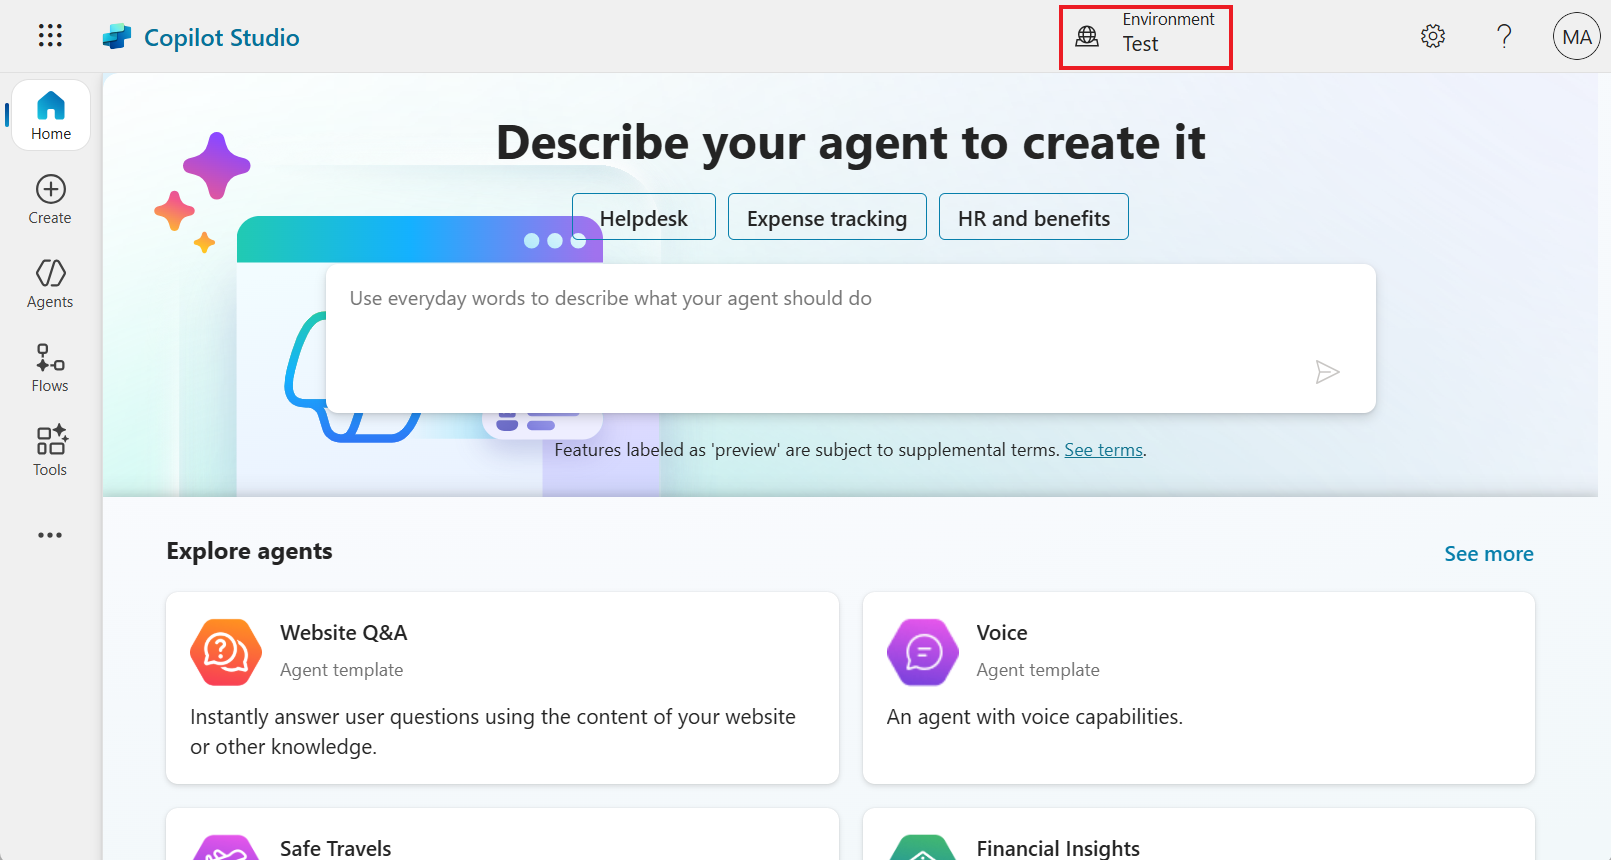 Copilot Studio
Environment
Test
MA
Home
Create
Agents
Flows
Tools
Describe your agent to create it
Helpdesk
Expense tracking
HR and benefits
Use everyday words to describe what your agent should do
Features labeled as 'preview' are subject to supplemental terms. See terms.
Explore agents
See more
Website Q&A
Agent template
Instantly answer user questions using the content of your website
or other knowledge.
Voice
Agent template
An agent with voice capabilities.
Safe Travels
Financial Insights